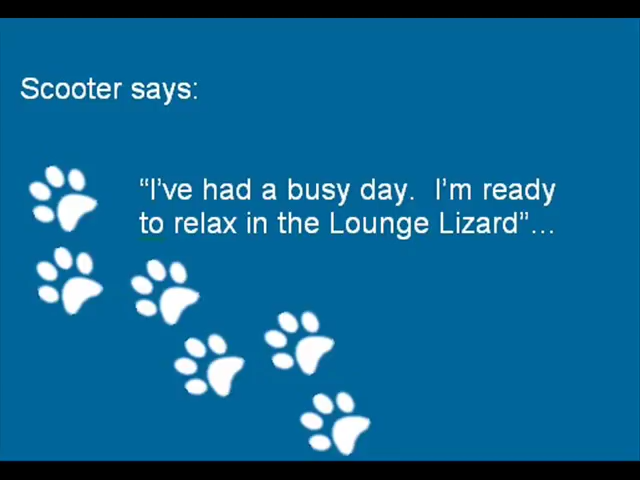 Scooter says:
“I’ve had a busy day.  I’m ready
to relax in the Lounge Lizard”...